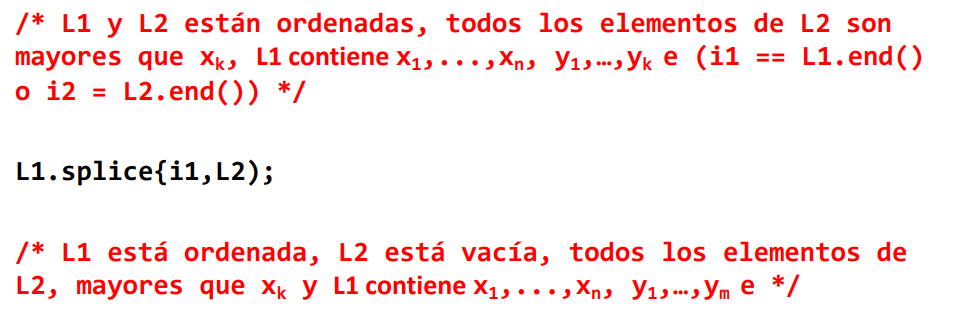 /* L1 y L2 están ordenadas, todos los elementos de L2 son
mayores que xₖ, L1 contiene x₁,...,xₙ, y₁,…,yₖ e (i1 == L1.end()
o i2 = L2.end()) */
L1.splice{i1,L2);
/* L1 está ordenada, L2 está vacía, todos los elementos de
L2, mayores que xₖ y L1 contiene x₁,...,xₙ, y₁,…,yₘ e */